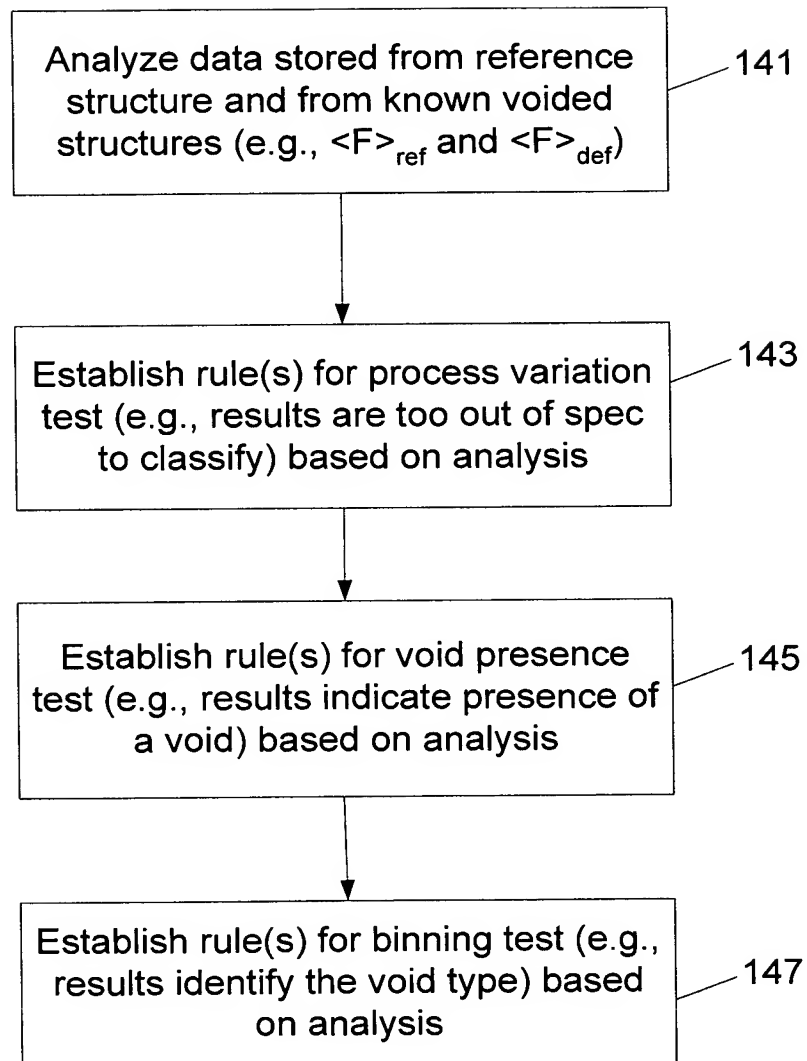 Analyze data stored from reference
structure and from known voided
structures (e.g., <F>ref and <F>def)
141
Establish rule(s) for process variation
test (e.g., results are too out of spec
to classify) based on analysis
143
Establish rule(s) for void presence
test (e.g., results indicate presence of
a void) based on analysis
145
Establish rule(s) for binning test (e.g.,
results identify the void type) based
on analysis
147